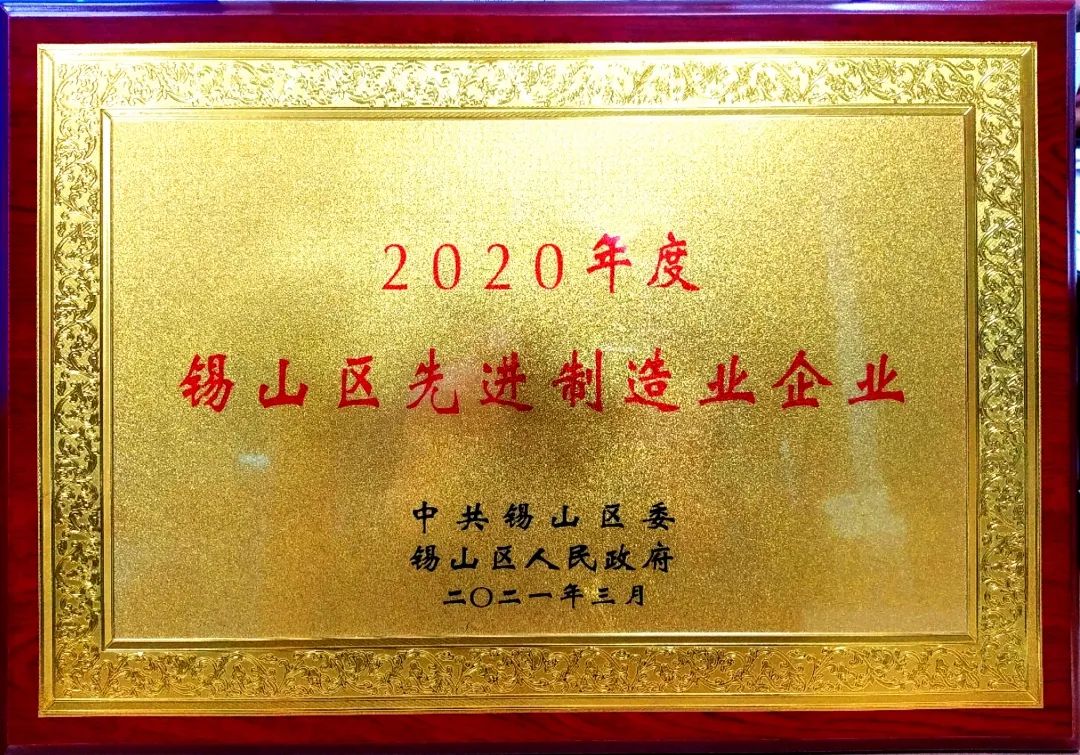 2020年度
锡山区先进制造业企业
中共锡山区委
锡山区人民政府
二〇二一年三月